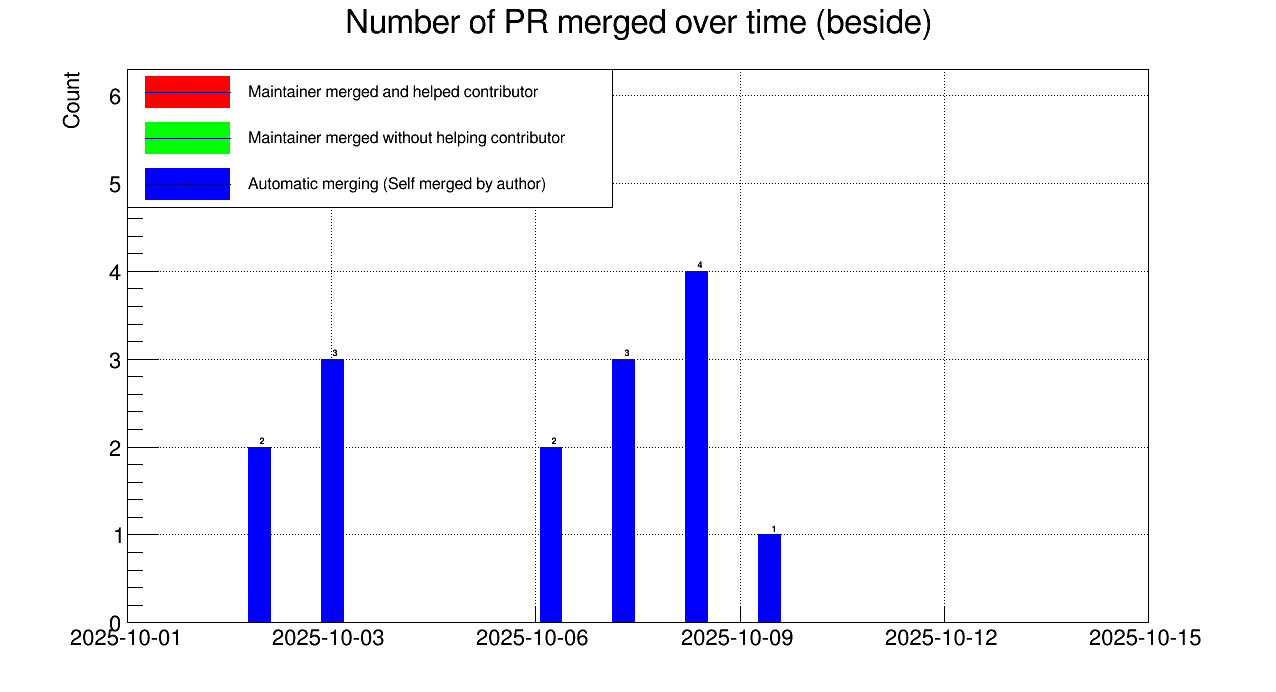 Number of PR merged over time (beside)
Count
Maintainer merged and helped contributor
Maintainer merged without helping contributor
Automatic merging (Self merged by author)
6
5
4
3
2
1
0
2
3
2
3
4
1
2025-10-01 2025-10-03 2025-10-06 2025-10-09 2025-10-12 2025-10-15